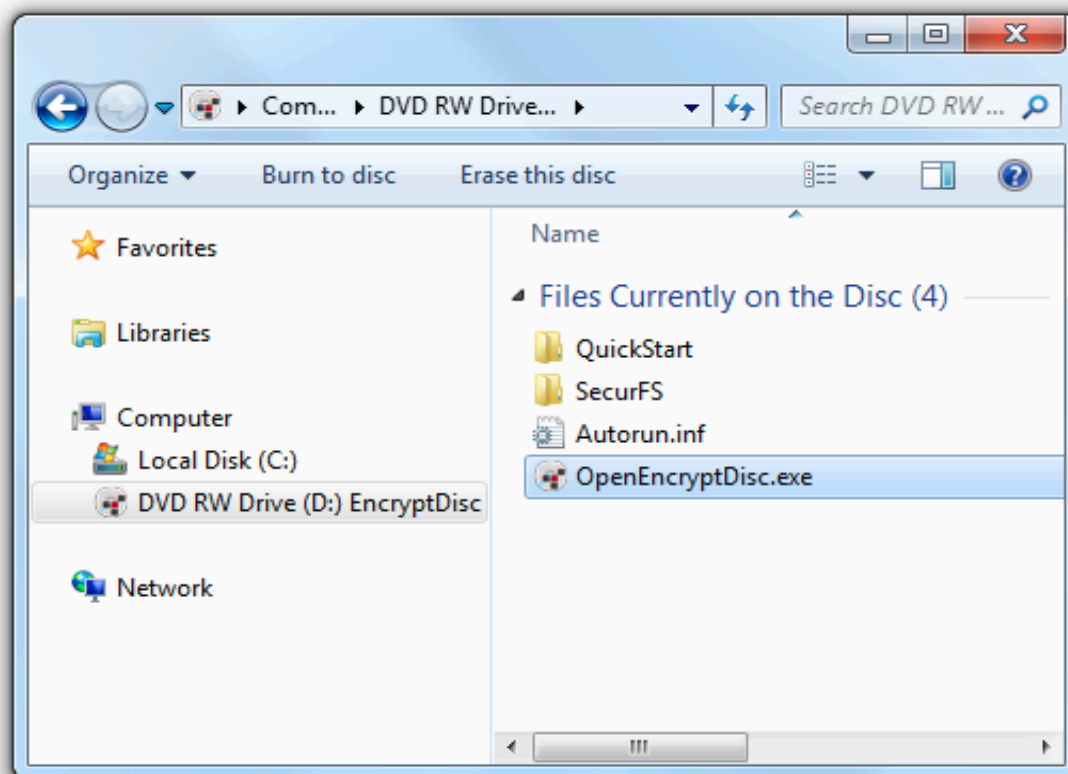 Com... DVD RW Drive... Search DVD RW ...
Organize Burn to disc Erase this disc
Favorites
Libraries
Computer
Local Disk (C:)
DVD RW Drive (D:) EncryptDisc
Network
Name
Files Currently on the Disc (4)
QuickStart
SecurFS
Autorun.inf
OpenEncryptDisc.exe